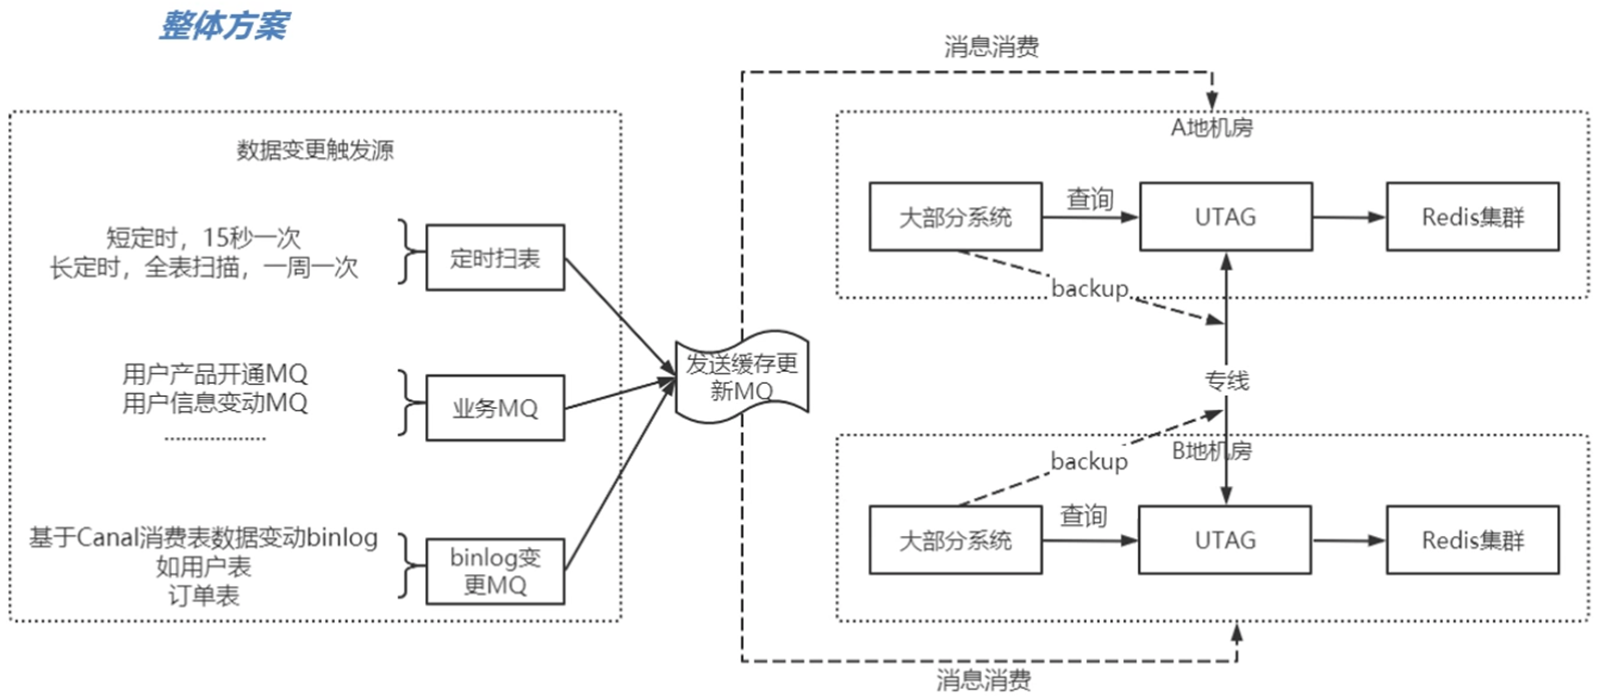 整体方案
数据变更触发源
短定时，15秒一次
长定时，全表扫描，一周一次
定时扫表
用户产品开通MQ
用户信息变动MQ
..................
业务MQ
基于Canal消费表数据变动binlog
如用户表
订单表
binlog变
更MQ
发送缓存更
新MQ
消息消费
A地机房
大部分系统
查询
UTAG
Redis集群
backup
专线
backup
B地机房
大部分系统
查询
UTAG
Redis集群
消息消费